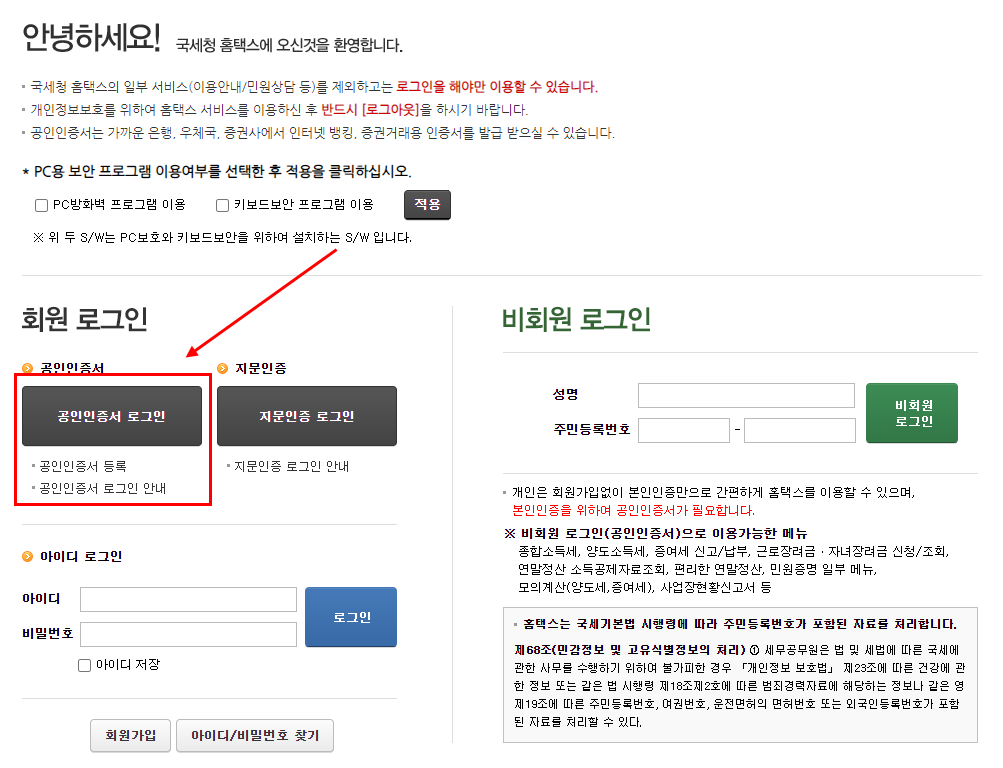 안녕하세요! 국세청 홈택스에 오신것을 환영합니다.
국세청 홈택스의 일부 서비스(이용안내/민원상담 등)를 제외하고는 로그인을 해야만 이용할 수 있습니다.
개인정보보호를 위하여 홈택스 서비스를 이용하신 후 반드시 [로그아웃]을 하시기 바랍니다.
공인인증서는 가까운 은행, 우체국, 증권사에서 인터넷 뱅킹, 증권거래용 인증서를 발급 받으실 수 있습니다.
* PC용 보안 프로그램 이용여부를 선택한 후 적용을 클릭하십시오.
PC방화벽 프로그램 이용 키보드보안 프로그램 이용 적용
※ 위 두 S/W는 PC보호와 키보드보안을 위하여 설치하는 S/W 입니다.
회원 로그인
공인인증서 지문인증
공인인증서 로그인 지문인증 로그인
공인인증서 등록 지문인증 로그인 안내
공인인증서 로그인 안내
아이디 로그인
아이디
비밀번호
로그인
아이디 저장
회원가입 아이디/비밀번호 찾기
비회원 로그인
성명
주민등록번호 -
비회원
로그인
개인은 회원가입없이 본인인증만으로 간편하게 홈택스를 이용할 수 있으며,
본인인증을 위하여 공인인증서가 필요합니다.
※ 비회원 로그인(공인인증서)으로 이용가능한 메뉴
종합소득세, 양도소득세, 증여세 신고/납부, 근로장려금 · 자녀장려금 신청/조회,
연말정산 소득공제자료조회, 편리한 연말정산, 민원증명 일부 메뉴,
모의계산(양도세,증여세), 사업장현황신고서 등
홈택스는 국세기본법 시행령에 따라 주민등록번호가 포함된 자료를 처리합니다.
제68조(민감정보 및 고유식별정보의 처리) ① 세무공무원은 법 및 세법에 따른 국세에
관한 사무를 수행하기 위하여 불가피한 경우 「개인정보 보호법」 제23조에 따른 건강에 관
한 정보 또는 같은 법 시행령 제18조제2호에 따른 범죄경력자료에 해당하는 정보나 같은 영
제19조에 따른 주민등록번호, 여권번호, 운전면허의 면허번호 또는 외국인등록번호가 포함
된 자료를 처리할 수 있다.